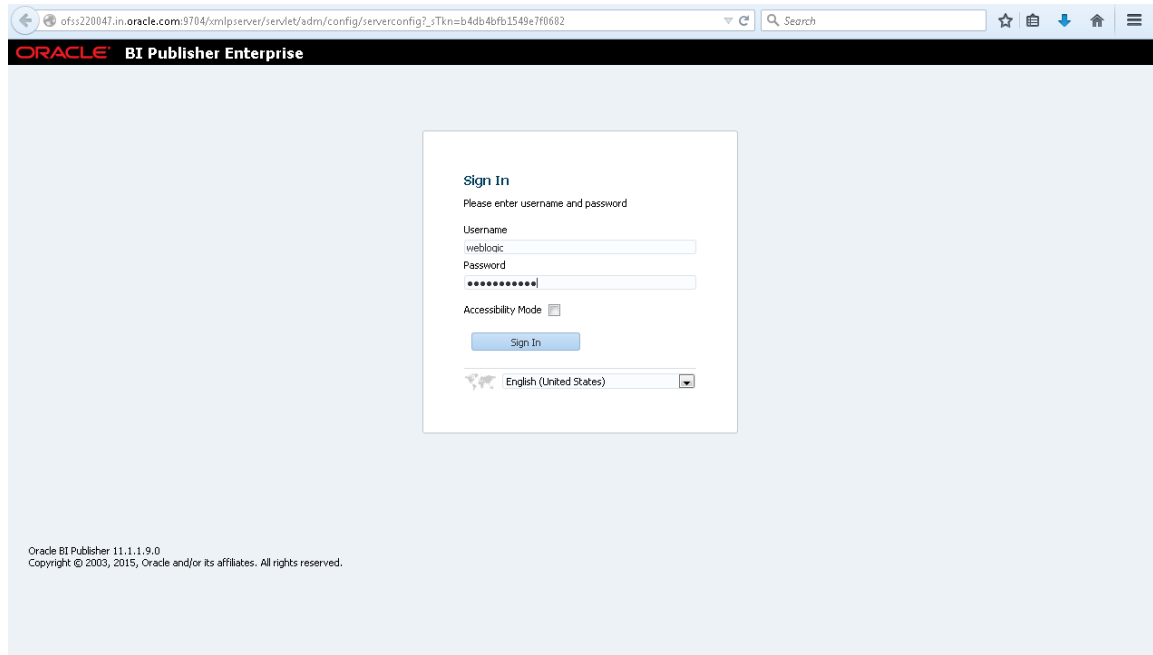 ofss220047.in.oracle.com:9704/xmlpserver/servlet/adm/config/serverconfig?_sTkn=b4db4bfb1549e7f0682
Search
ORACLE BI Publisher Enterprise
Sign In
Please enter username and password
Username
weblogic
Password
●●●●●●●●●●●
Accessibility Mode
Sign In
English (United States)
Oracle BI Publisher 11.1.1.9.0
Copyright © 2003, 2015, Oracle and/or its affiliates. All rights reserved.